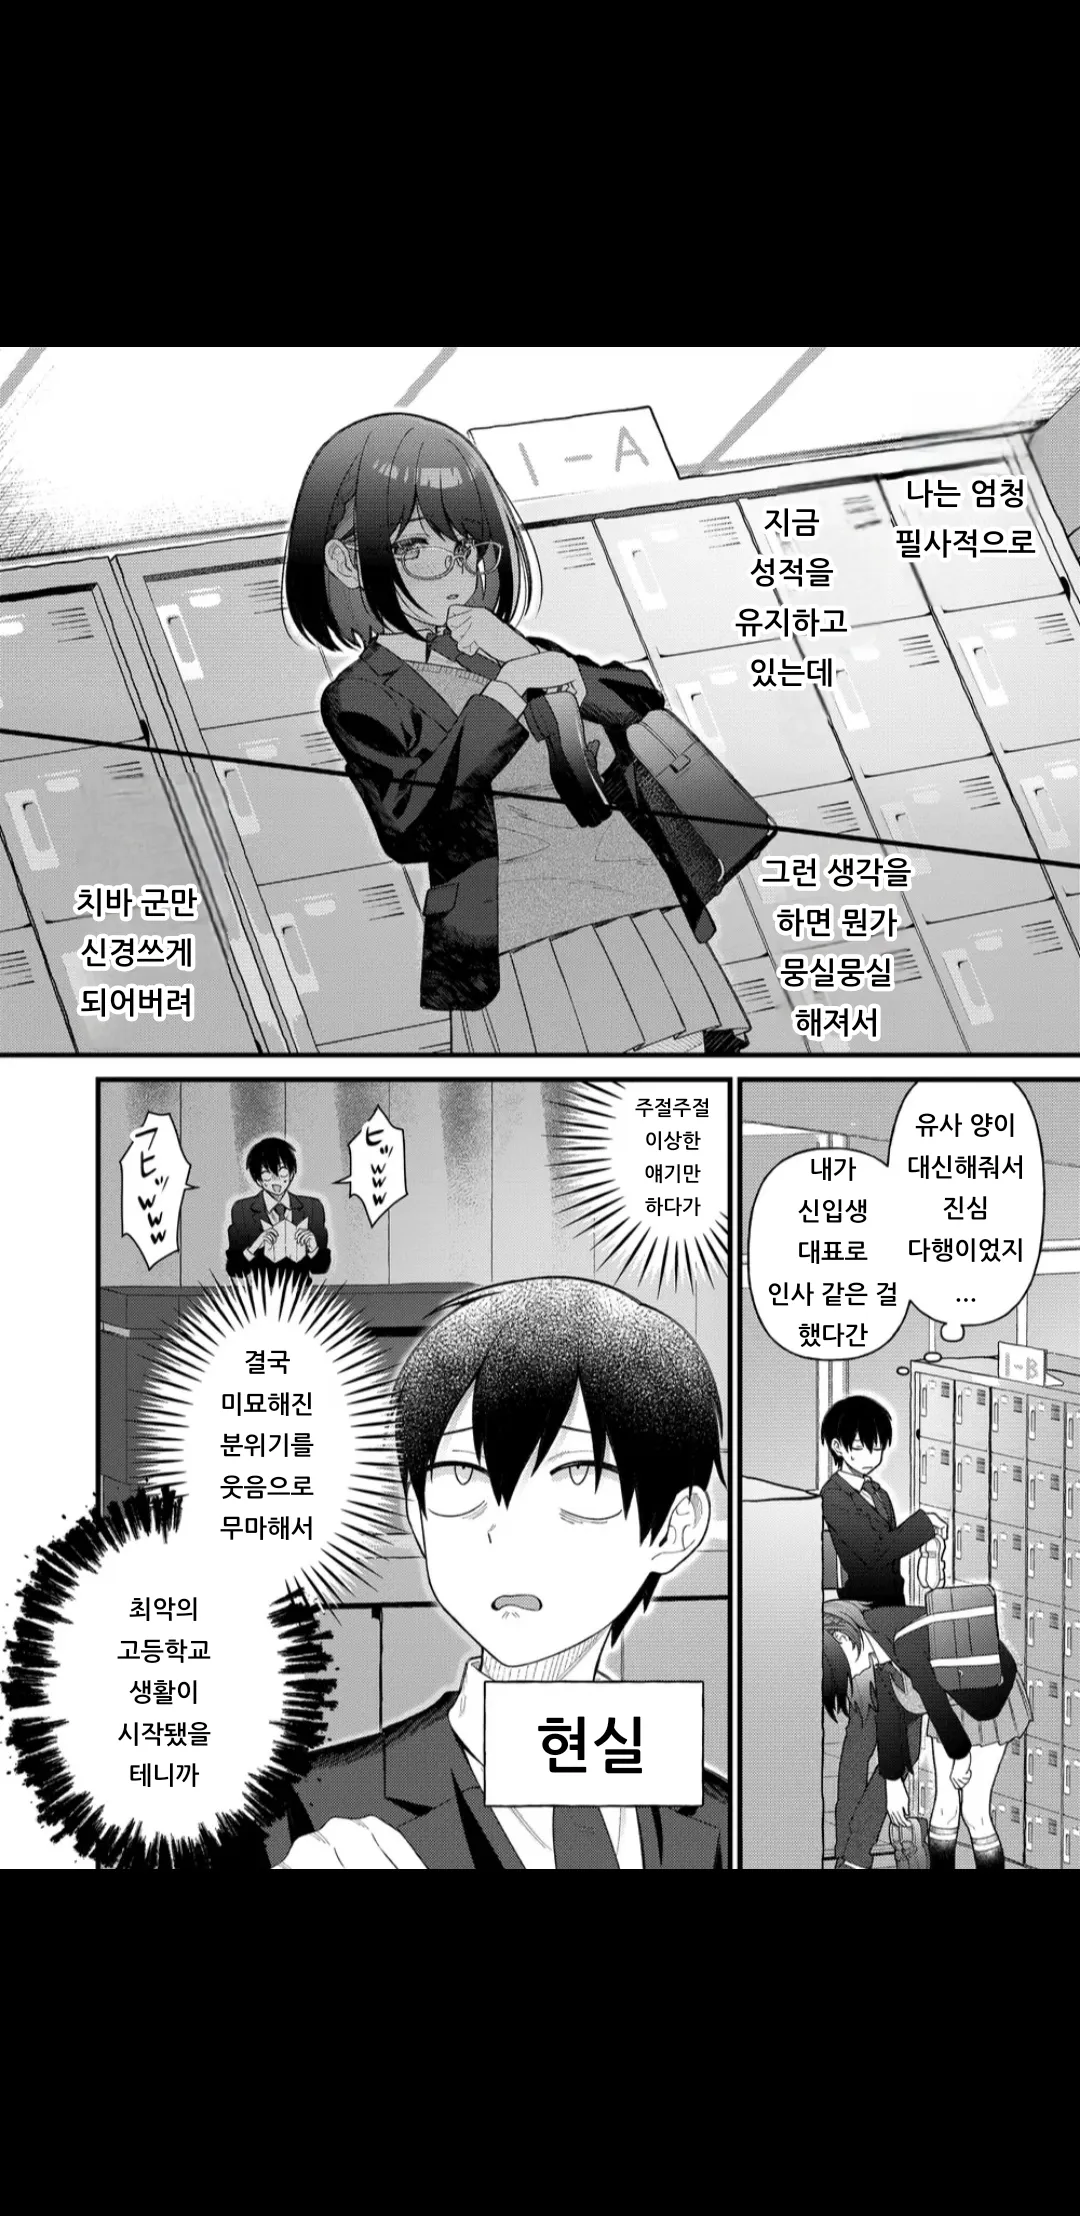 1-A
나는 엄청
필사적으로
지금
성적을
유지하고
있는데
그런 생각을
하면 뭔가
뭉실뭉실
해져서
치바 군만
신경쓰게
되어버려
유사 양이
대신해줘서
진심
다행이었지
...
내가
신입생
대표로
인사 같은 걸
했다간
1-B
주절주절
이상한
얘기만
하다가
ヒッwww
フヒッwww
결국
미묘해진
분위기를
웃음으로
무마해서
최악의
고등학교
생활이
시작됐을
테니까
현실